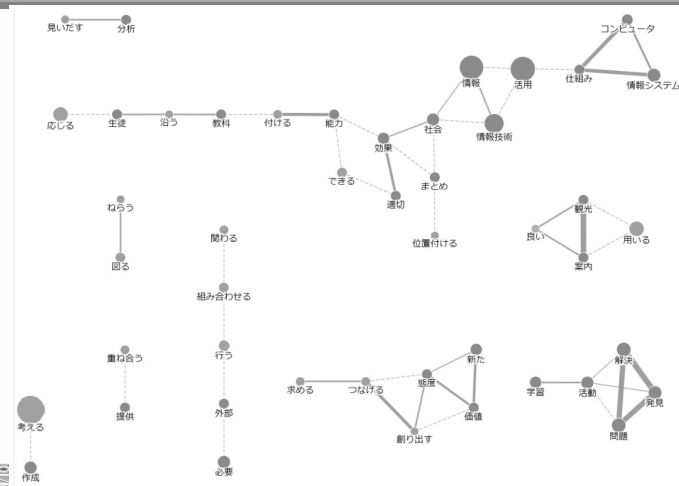 見いだす
分析
コンピュータ
仕組み
情報システム
情報
活用
情報技術
応じる
生徒
沿う
教科
付ける
能力
効果
社会
できる
適切
まとめ
位置付ける
ねらう
図る
関わる
組み合わせる
行う
外部
必要
観光
良い
用いる
案内
重ね合う
提供
考える
作成
求める
つなげる
態度
新た
価値
創り出す
学習
活動
解決
発見
問題